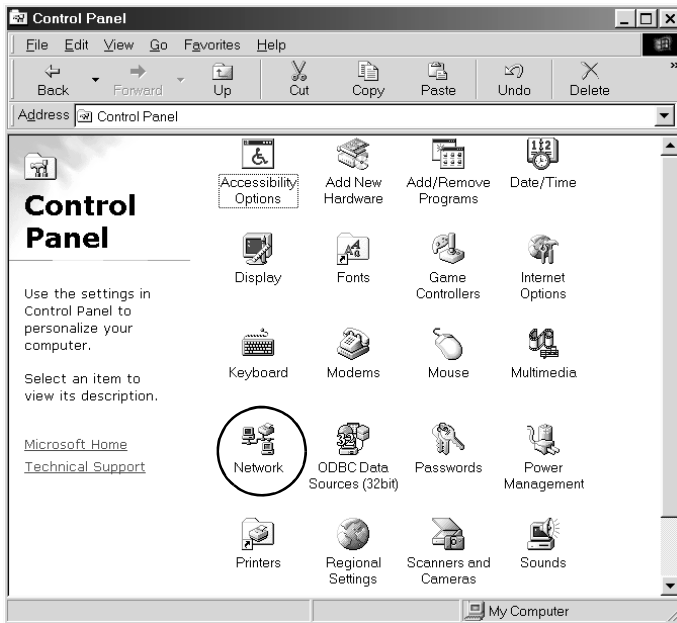 Control Panel
File Edit View Go Favorites Help
Back Forward Up Cut Copy Paste Undo Delete »
Address Control Panel
Control
Panel
Use the settings in
Control Panel to
personalize your
computer.
Select an item to
view its description.
Microsoft Home
Technical Support
Accessibility
Options
Add New
Hardware
Add/Remove
Programs
Date/Time
Display
Fonts
Game
Controllers
Internet
Options
Keyboard
Modems
Mouse
Multimedia
Network
ODBC Data
Sources (32bit)
Passwords
Power
Management
Printers
Regional
Settings
Scanners and
Cameras
Sounds
My Computer